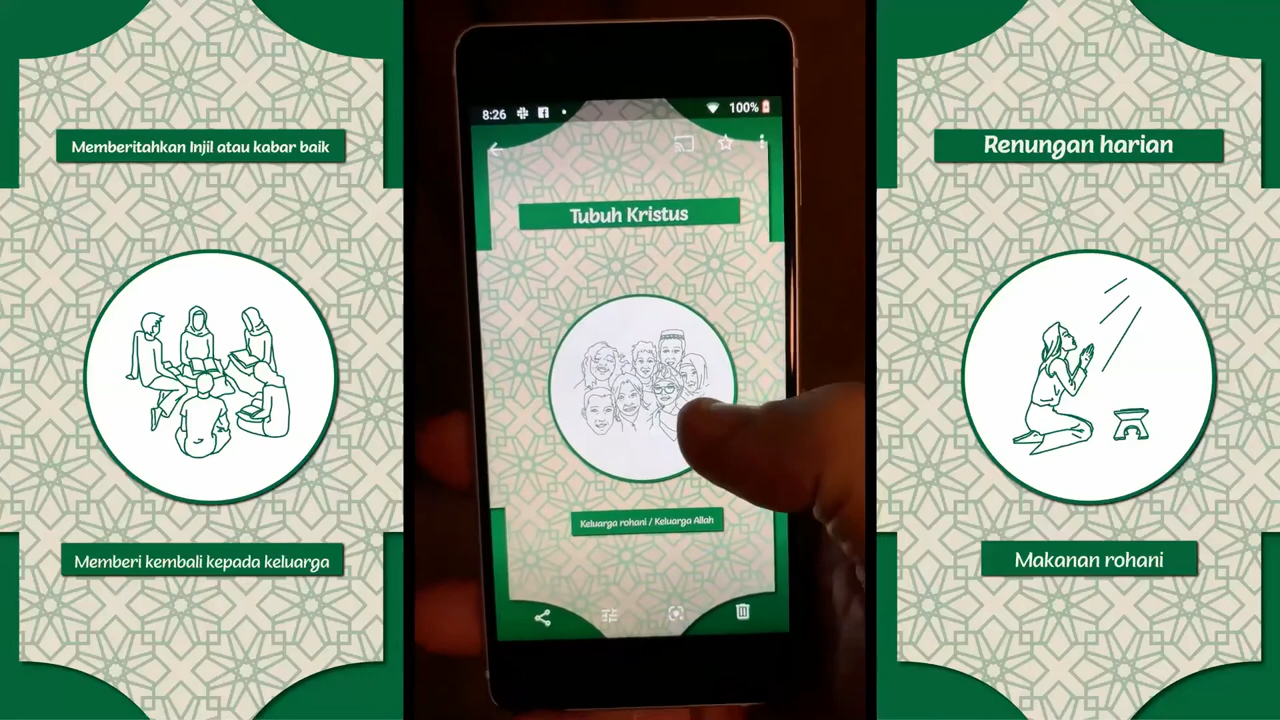 Memberitahkan Injil atau kabar baik
Memberi kembali kepada keluarga
8:26
100%
Tubuh Kristus
Keluarga rohani / Keluarga Allah
Renungan harian
Makanan rohani